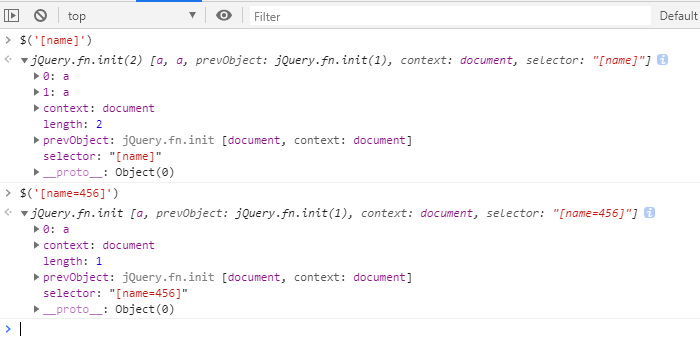 top ▼ Filter Default
> $('[name]')
▼jQuery.fn.init(2) [a, a, prevObject: jQuery.fn.init(1), context: document, selector: "[name]"] i
▶0: a
▶1: a
▶context: document
length: 2
▶prevObject: jQuery.fn.init [document, context: document]
selector: "[name]"
▶__proto__: Object(0)
> $('[name=456]')
▼jQuery.fn.init [a, prevObject: jQuery.fn.init(1), context: document, selector: "[name=456]"] i
▶0: a
▶context: document
length: 1
▶prevObject: jQuery.fn.init [document, context: document]
selector: "[name=456]"
▶__proto__: Object(0)
>